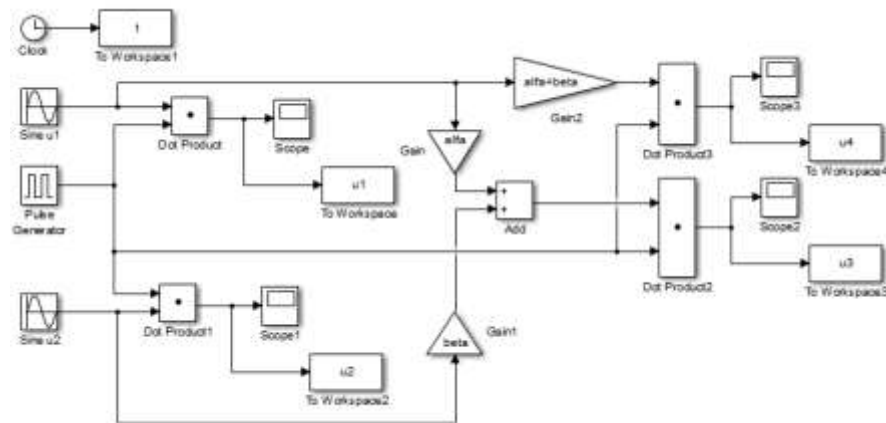 1
Clock
To Workspace1
Sine u1
Dot Product
Scope
u1
To Workspace
Pulse
Generator
Sine u2
Dot Product1
Scope1
u2
To Workspace2
alfa
Gain
alfa+beta
Gain2
+
+
Add
beta
Gain1
Dot Product3
Scope3
u4
To Workspace4
Dot Product2
Scope2
u3
To Workspace3